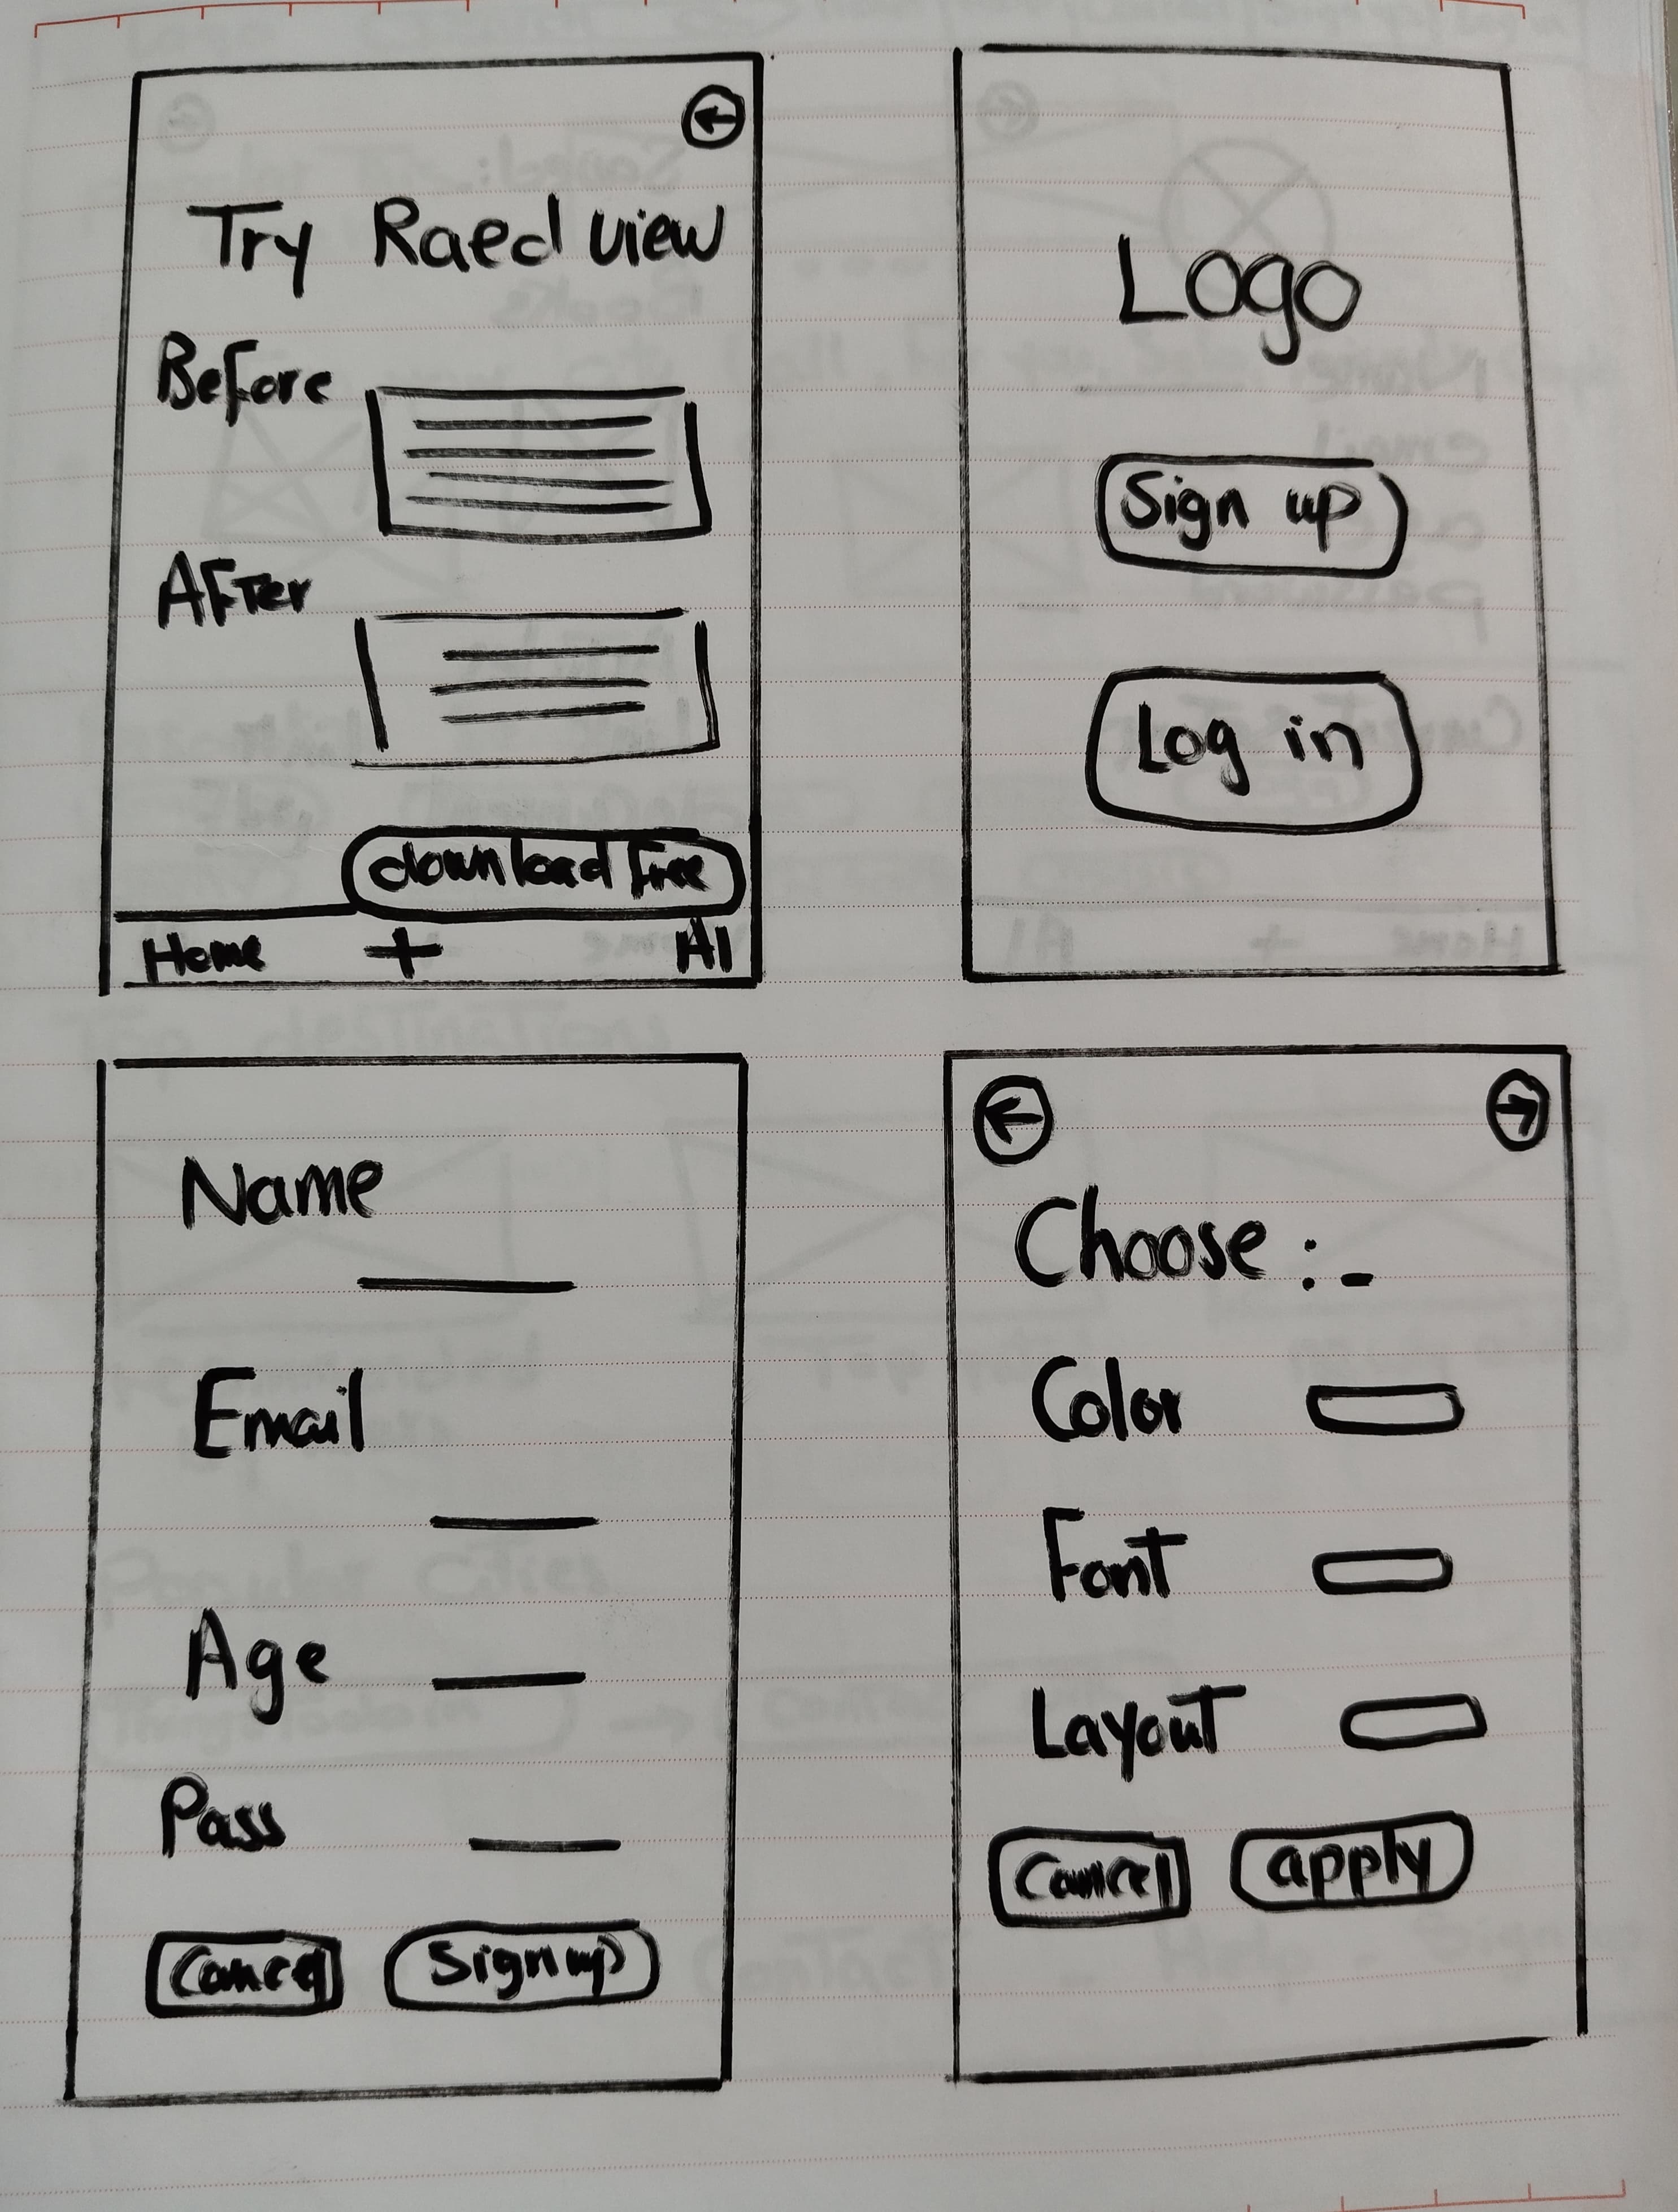 Try Raed view
Before
After
download free
Home + AI
Logo
Sign up
Log in
Name
Email
Age
Pass
Cancel Sign up
Choose :-
Color
Font
Layout
Cancel apply